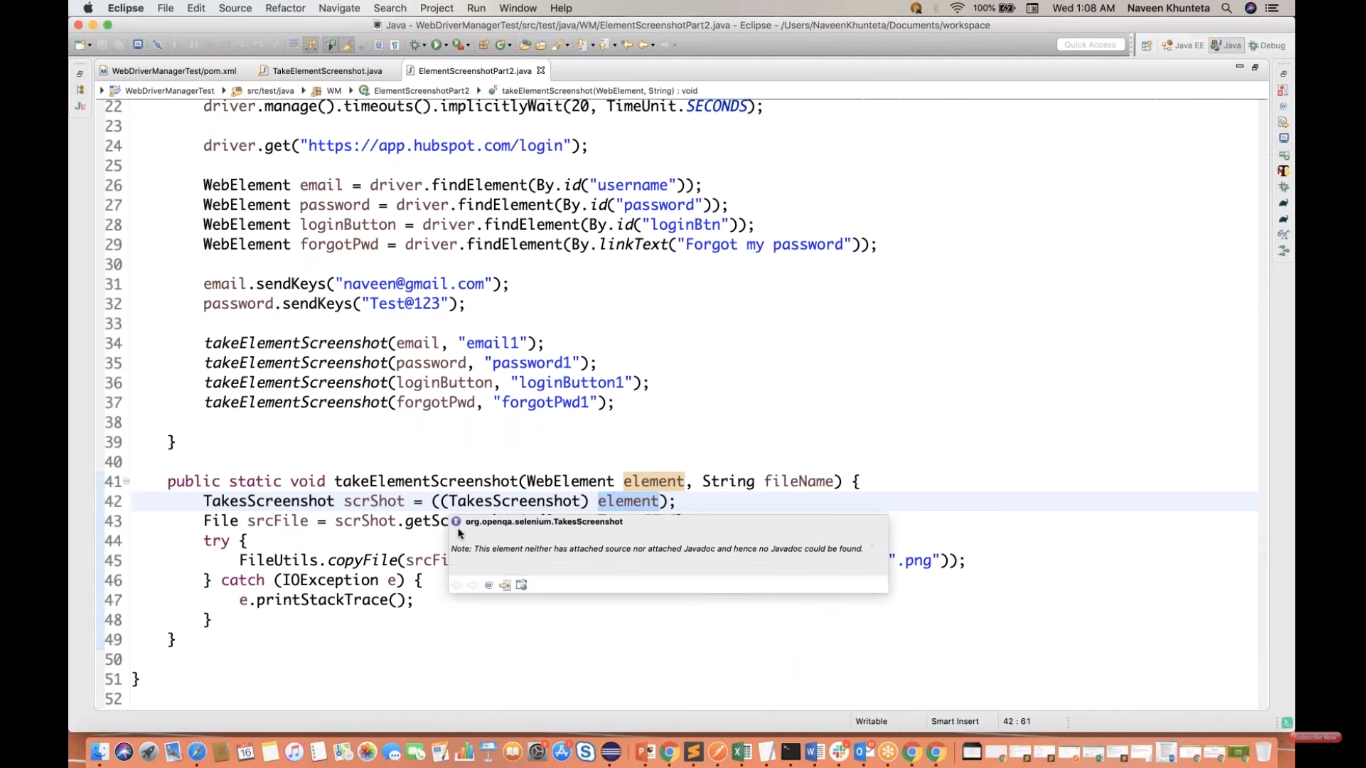 Eclipse File Edit Source Refactor Navigate Search Project Run Window Help 100% Wed 1:08 AM Naveen Khunteta
Java - WebDriverManagerTest/src/test/java/WM/ElementScreenshotPart2.java - Eclipse - /Users/NaveenKhunteta/Documents/workspace
Quick Access Java EE Java Debug
WebDriverManagerTest/pom.xml TakeElementScreenshot.java ElementScreenshotPart2.java
WebDriverManagerTest src/test/java WM ElementScreenshotPart2 takeElementScreenshot(WebElement, String) : void
22 driver.manage().timeouts().implicitlyWait(20, TimeUnit.SECONDS);
23
24 driver.get("https://app.hubspot.com/login");
25
26 WebElement email = driver.findElement(By.id("username"));
27 WebElement password = driver.findElement(By.id("password"));
28 WebElement loginButton = driver.findElement(By.id("loginBtn"));
29 WebElement forgotPwd = driver.findElement(By.linkText("Forgot my password"));
30
31 email.sendKeys("naveen@gmail.com");
32 password.sendKeys("Test@123");
33
34 takeElementScreenshot(email, "email1");
35 takeElementScreenshot(password, "password1");
36 takeElementScreenshot(loginButton, "loginButton1");
37 takeElementScreenshot(forgotPwd, "forgotPwd1");
38
39 }
40
41 public static void takeElementScreenshot(WebElement element, String fileName) {
42 TakesScreenshot scrShot = ((TakesScreenshot) element);
43 File srcFile = scrShot.getSc
org.openqa.selenium.TakesScreenshot
44 try {
Note: This element neither has attached source nor attached Javadoc and hence no Javadoc could be found.
45 FileUtils.copyFile(srcFi ".png"));
46 } catch (IOException e) {
47 e.printStackTrace();
48 }
49 }
50
51 }
52
Writable Smart Insert 42 : 61
Subscribe Now